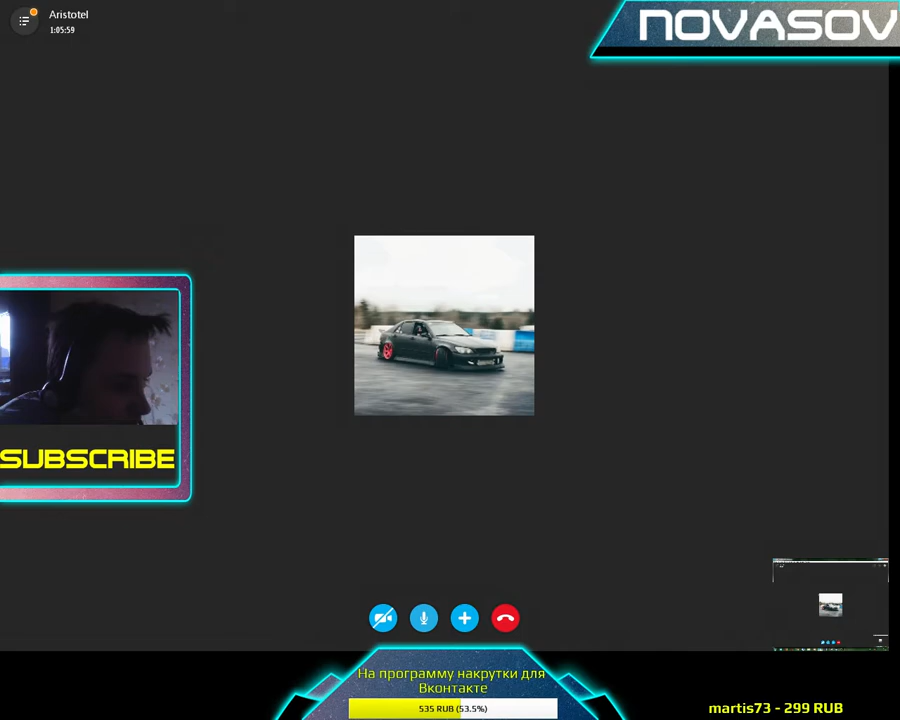 Aristotel
1:05:59
NOVASOV
SUBSCRIBE
На программу накрутки для
Вконтакте
535 RUB (53.5%)
martis73 - 299 RUB